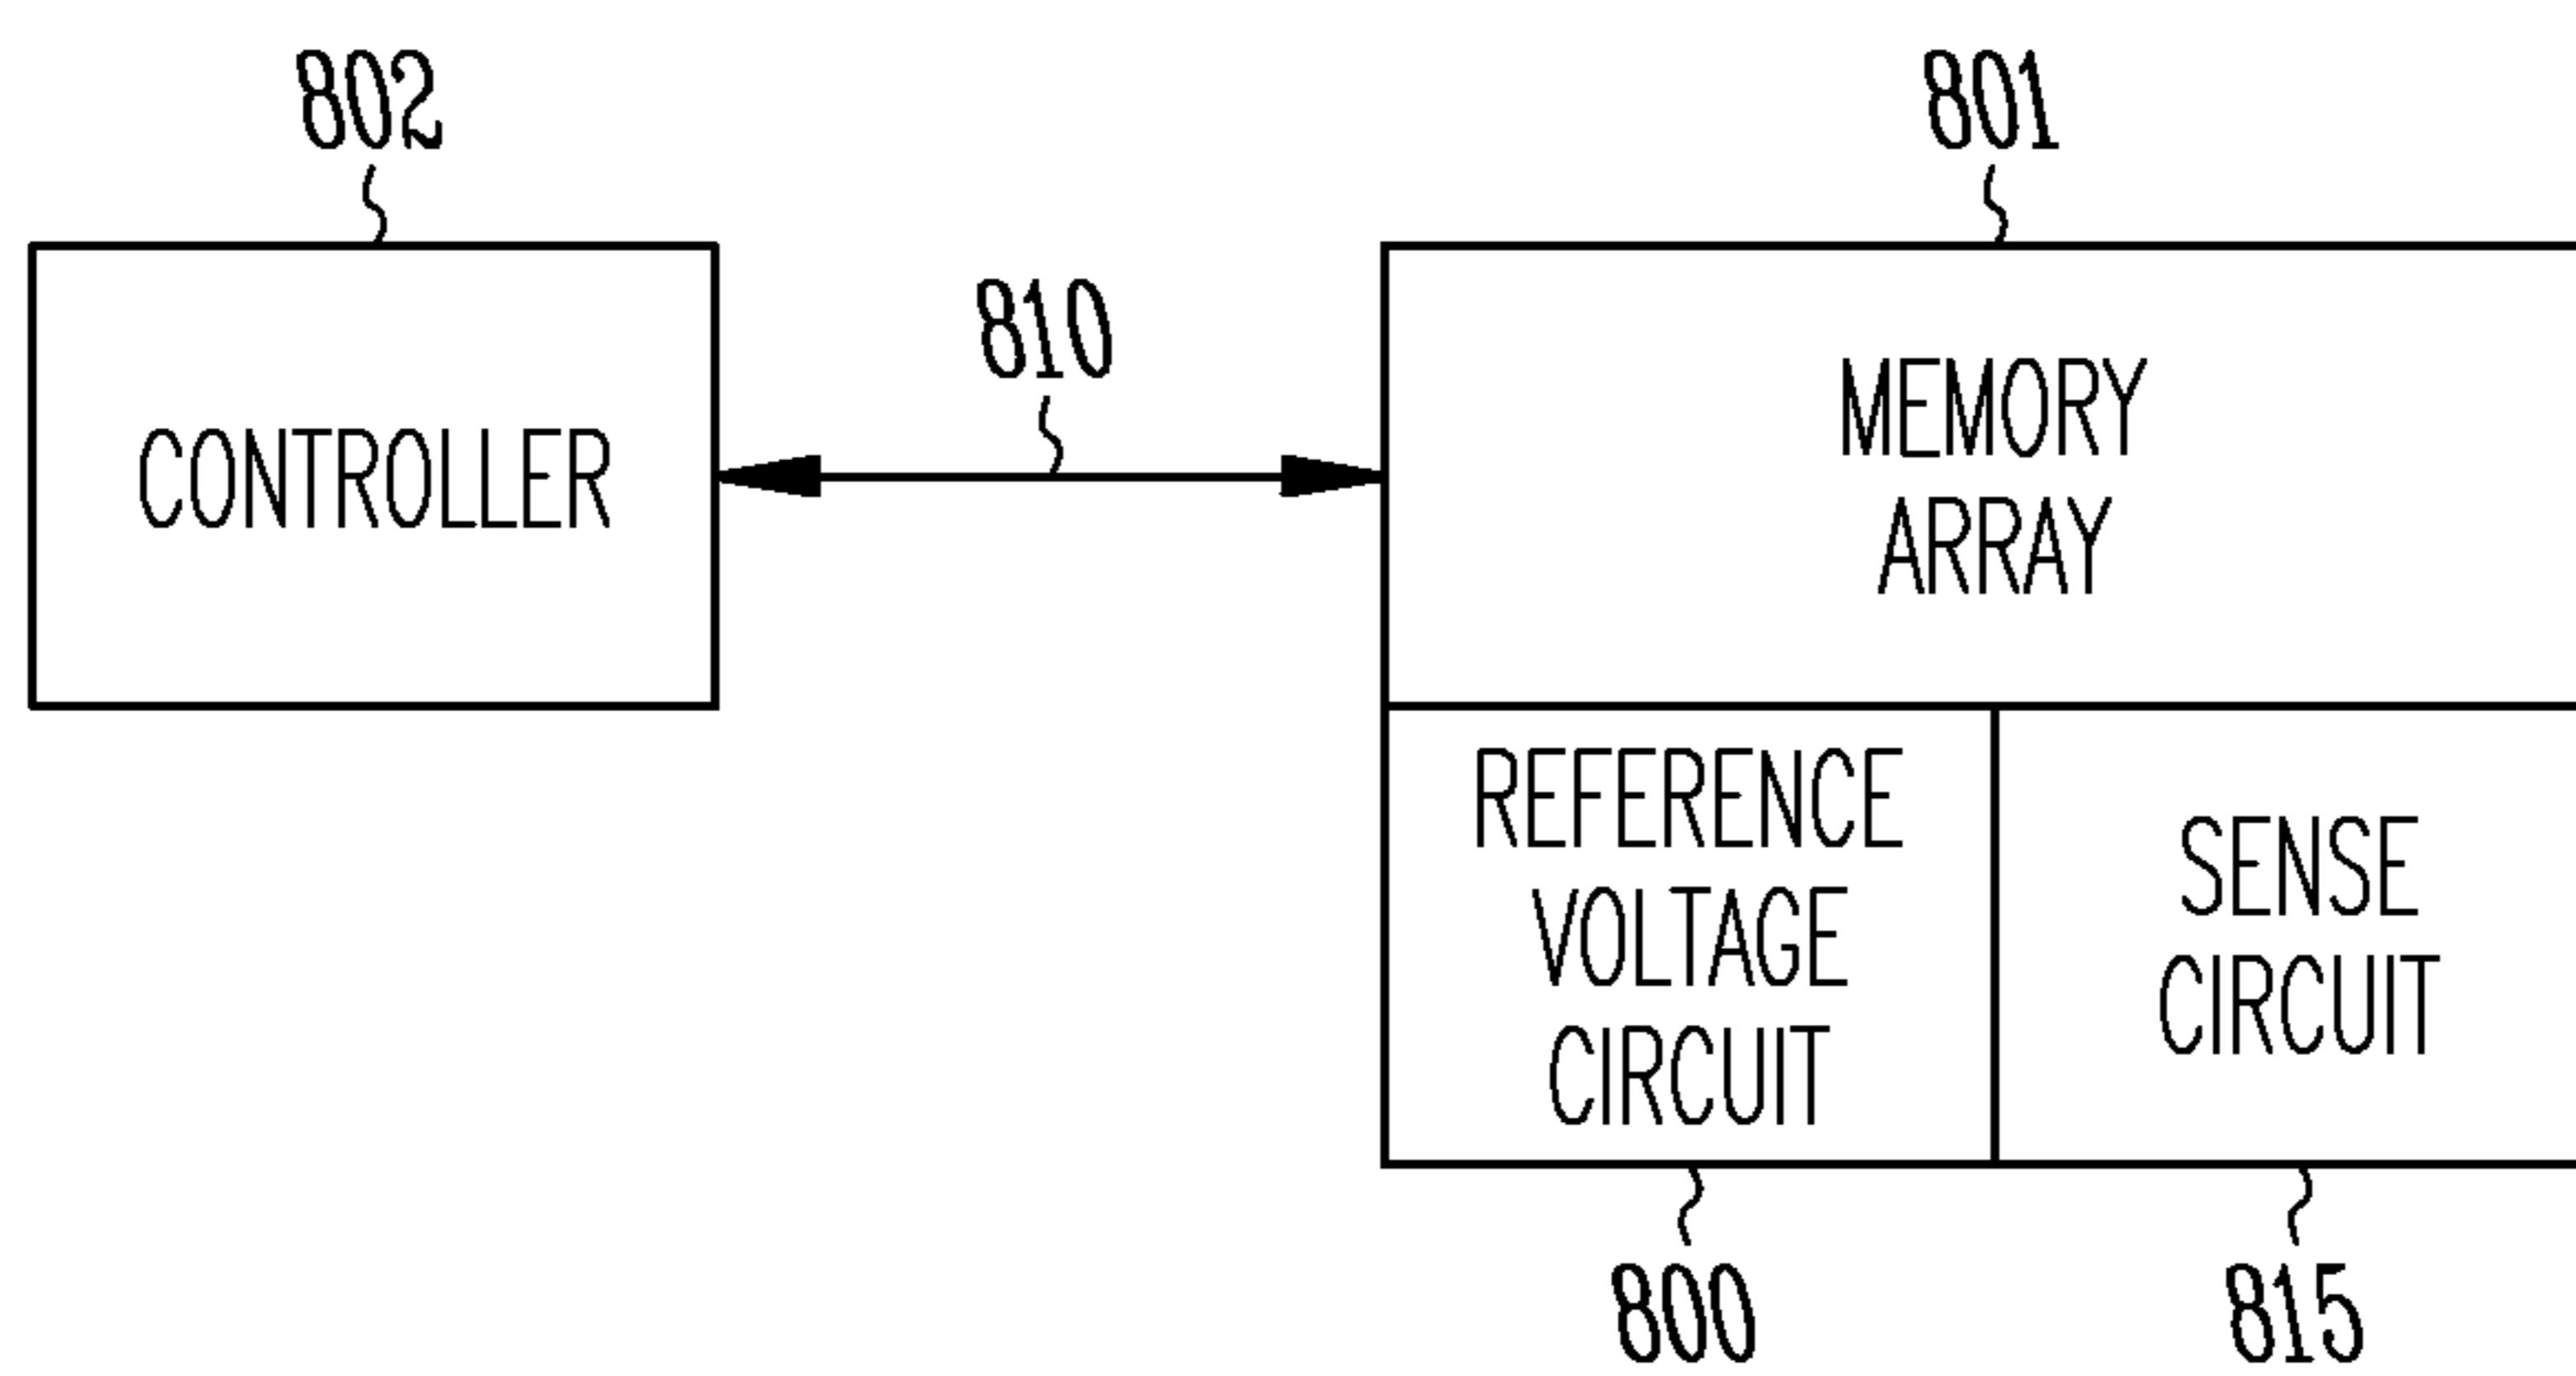 802
801
810
CONTROLLER
MEMORY
ARRAY
REFERENCE
VOLTAGE
CIRCUIT
SENSE
CIRCUIT
800
815